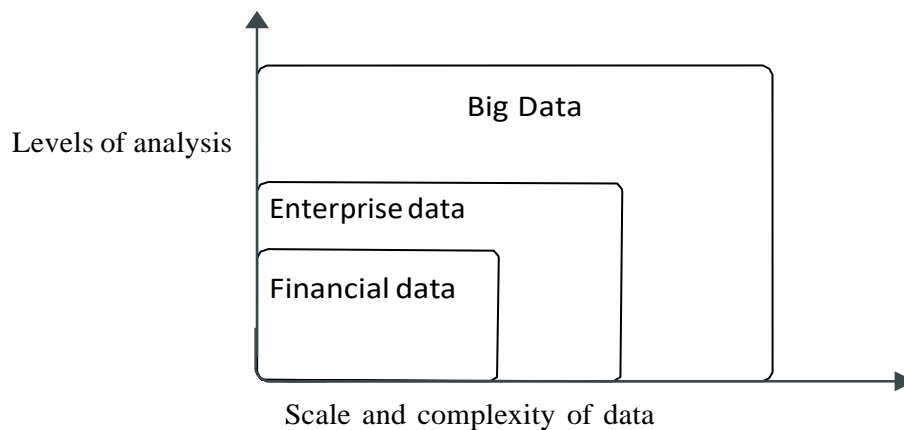 Big Data
Levels of analysis
Enterprise data
Financial data
Scale and complexity of data